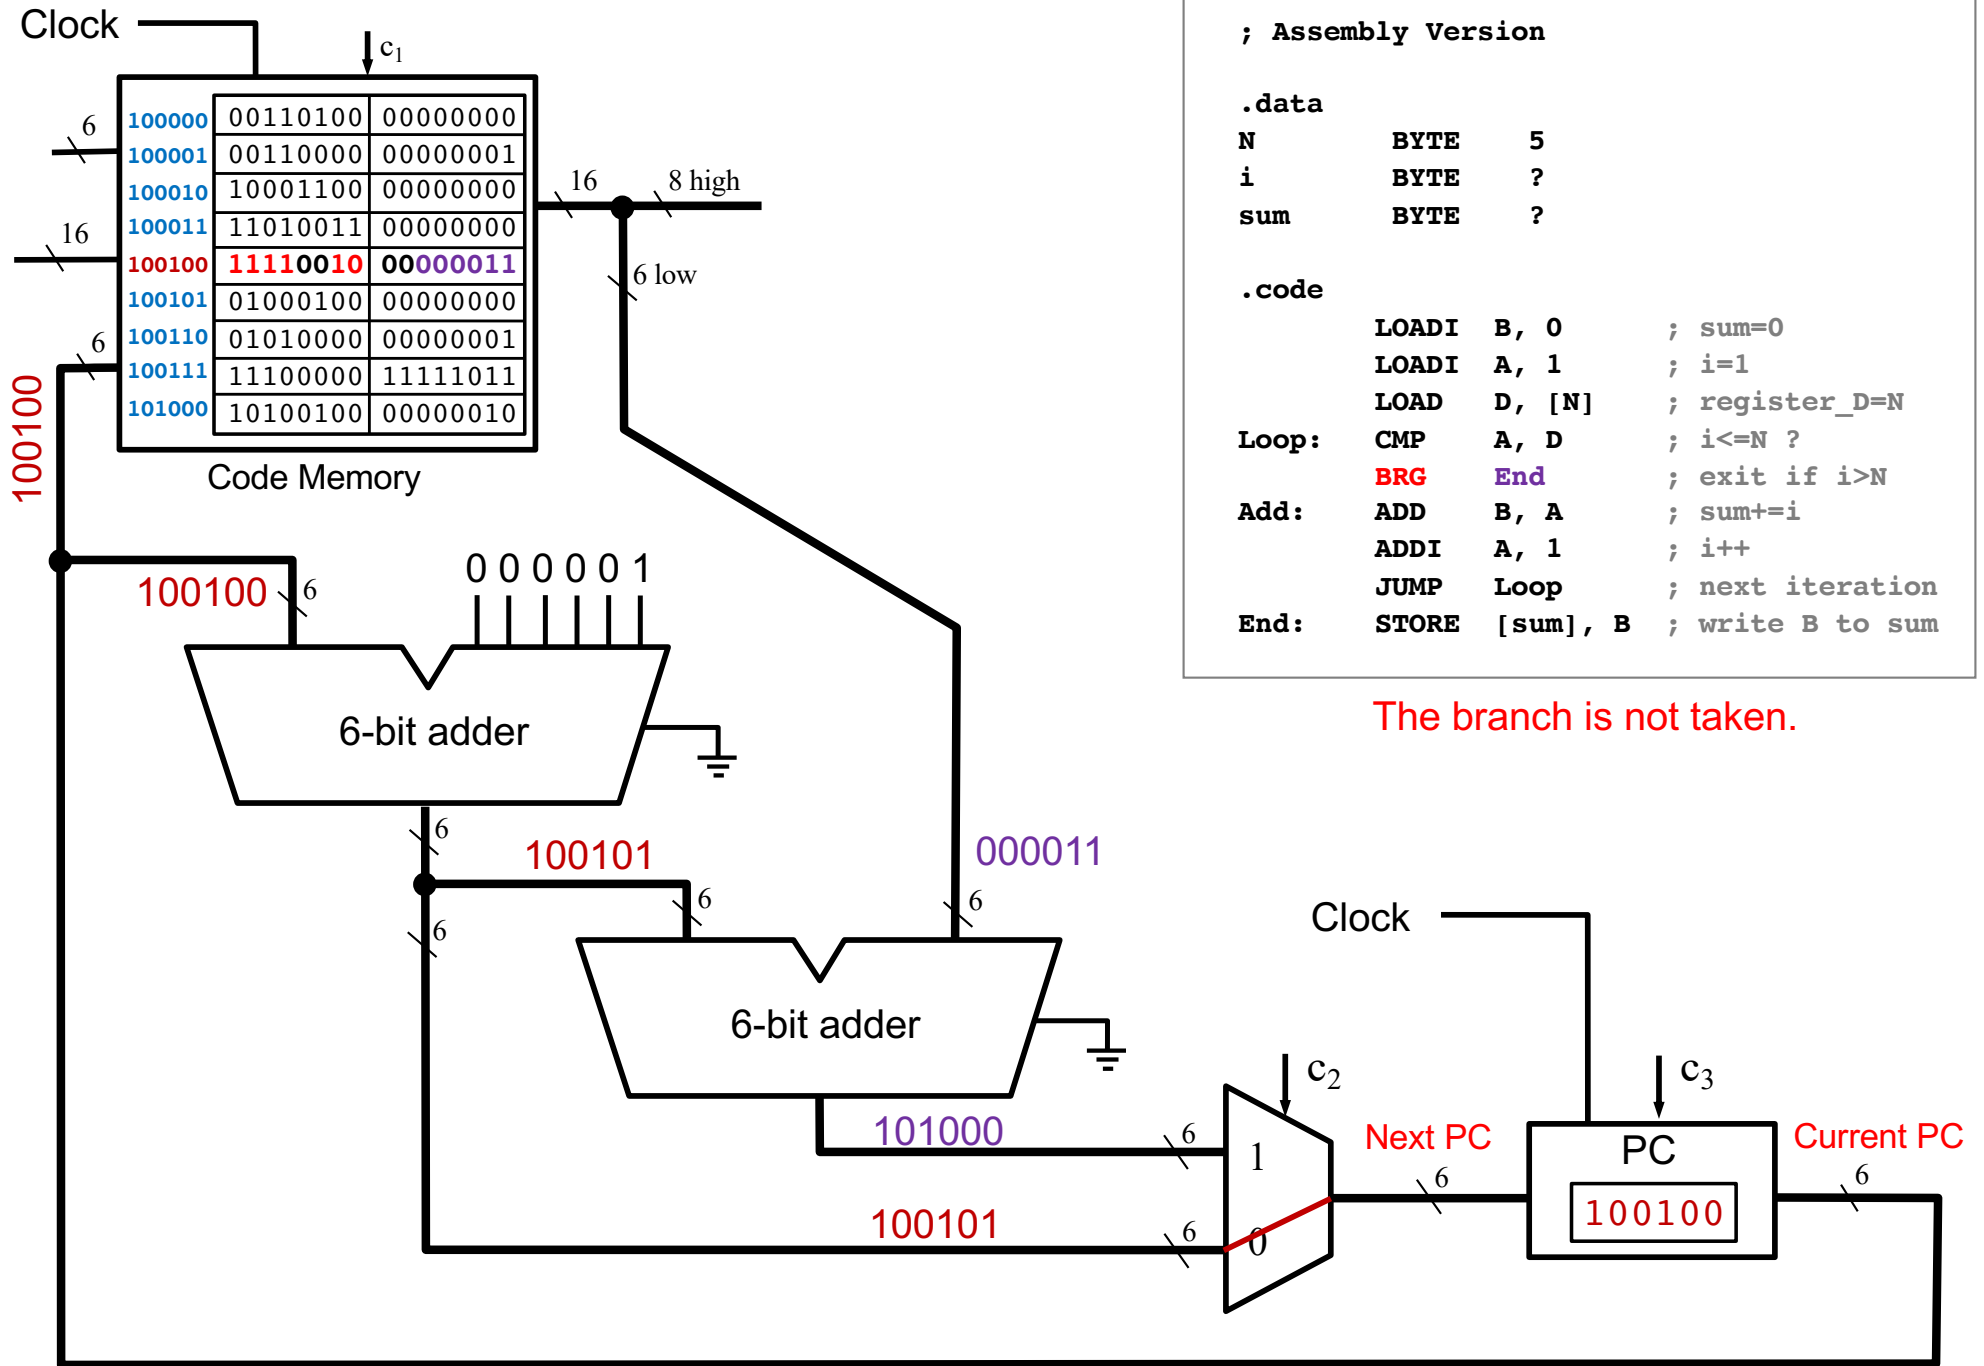 Clock
c1
100000 00110100 00000000
100001 00110000 00000001
100010 10001100 00000000
100011 11010011 00000000
100100 11110010 00000011
100101 01000100 00000000
100110 01010000 00000001
100111 11100000 11111011
101000 10100100 00000010
6
16
6
16
8 high
6 low
Code Memory
100100
; Assembly Version
.data
N BYTE 5
i BYTE ?
sum BYTE ?
.code
LOADI B, 0 ; sum=0
LOADI A, 1 ; i=1
LOAD D, [N] ; register_D=N
Loop: CMP A, D ; i<=N ?
BRG End ; exit if i>N
Add: ADD B, A ; sum+=i
ADDI A, 1 ; i++
JUMP Loop ; next iteration
End: STORE [sum], B ; write B to sum
The branch is not taken.
100100
6
0 0 0 0 0 1
6-bit adder
6
100101
6
6
000011
6
6-bit adder
101000
6
100101
6
1
0
c2
Next PC
6
Clock
c3
PC
100100
Current PC
6